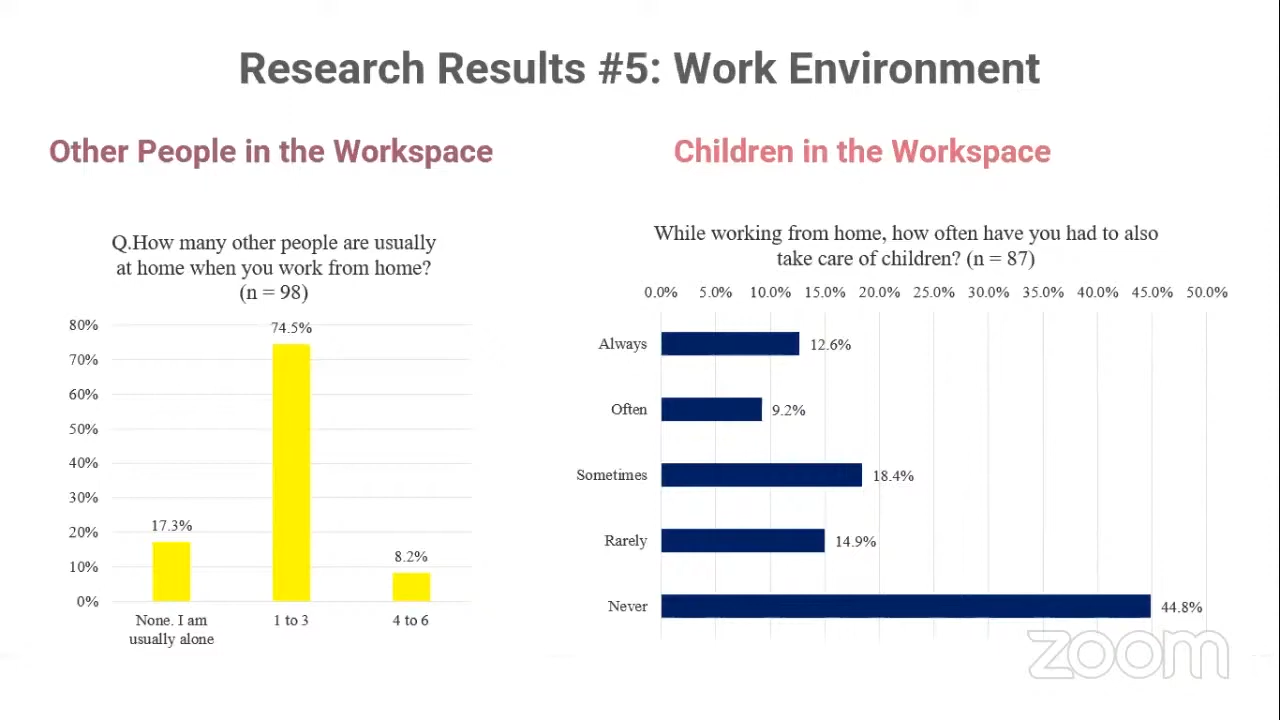 Research Results #5: Work Environment
Other People in the Workspace
Q.How many other people are usually
at home when you work from home?
(n = 98)
80%
70%
60%
50%
40%
30%
20%
10%
0%
17.3%
74.5%
8.2%
None. I am
usually alone
1 to 3
4 to 6
Children in the Workspace
While working from home, how often have you had to also
take care of children? (n = 87)
0.0% 5.0% 10.0% 15.0% 20.0% 25.0% 30.0% 35.0% 40.0% 45.0% 50.0%
Always 12.6%
Often 9.2%
Sometimes 18.4%
Rarely 14.9%
Never 44.8%
zoom